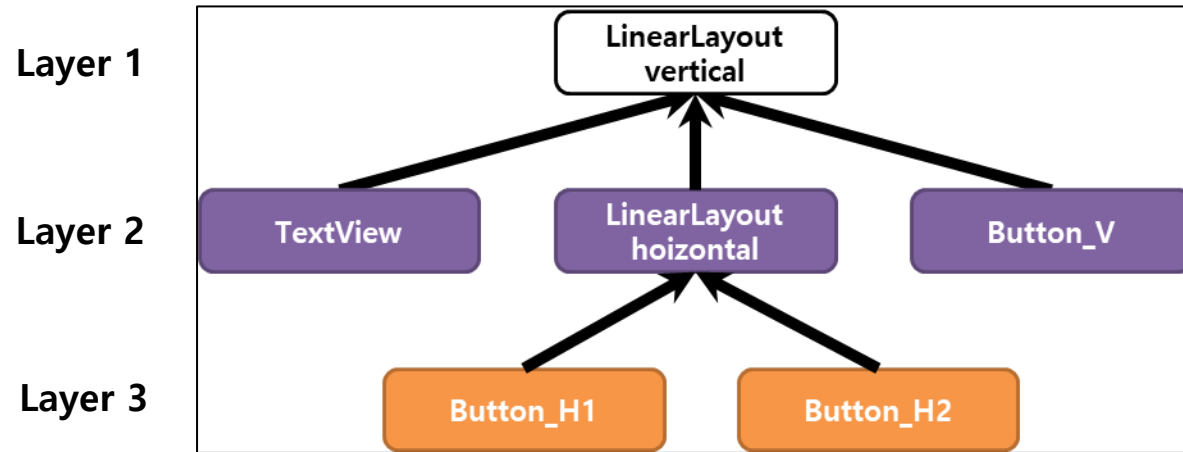 Layer 1
LinearLayout
vertical
Layer 2
TextView
LinearLayout
hoizontal
Button_V
Layer 3
Button_H1
Button_H2